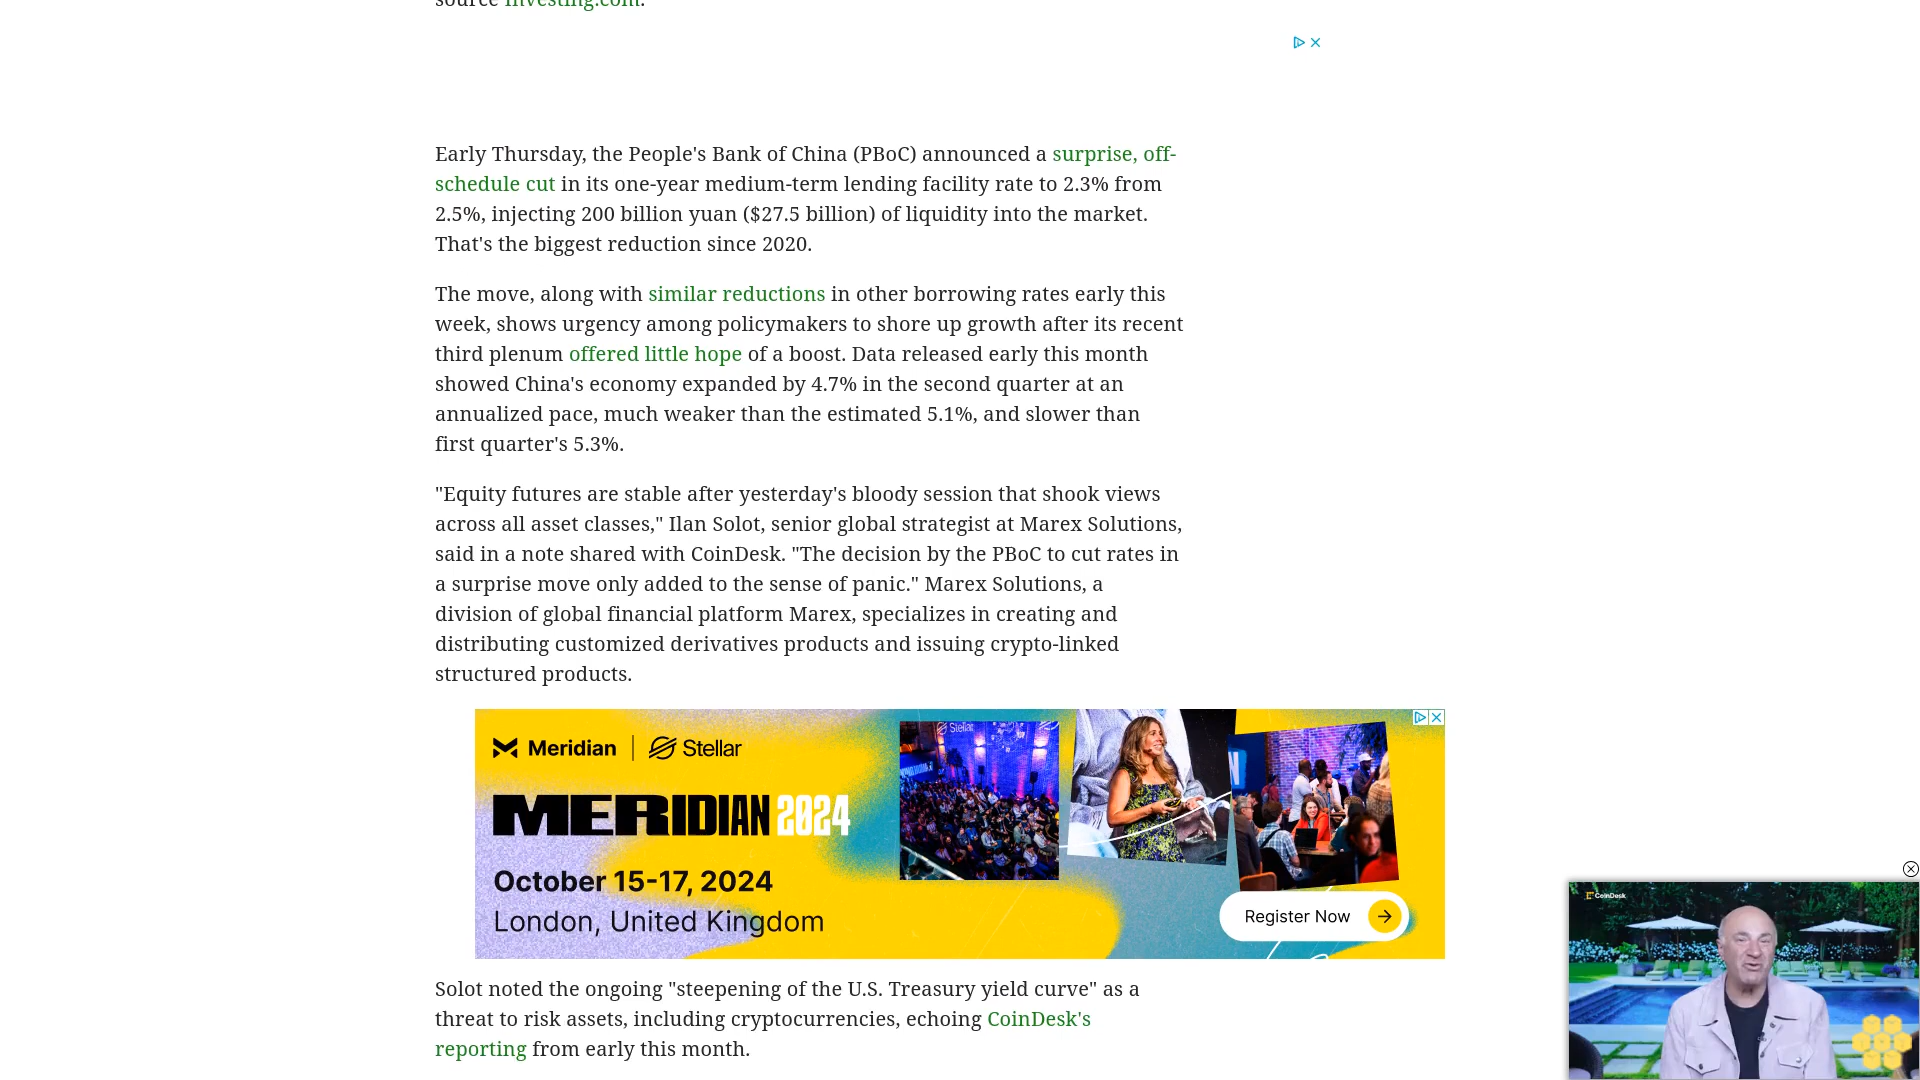 source Investing.com.
Early Thursday, the People's Bank of China (PBoC) announced a surprise, off-
schedule cut in its one-year medium-term lending facility rate to 2.3% from
2.5%, injecting 200 billion yuan ($27.5 billion) of liquidity into the market.
That's the biggest reduction since 2020.
The move, along with similar reductions in other borrowing rates early this
week, shows urgency among policymakers to shore up growth after its recent
third plenum offered little hope of a boost. Data released early this month
showed China's economy expanded by 4.7% in the second quarter at an
annualized pace, much weaker than the estimated 5.1%, and slower than
first quarter's 5.3%.
"Equity futures are stable after yesterday's bloody session that shook views
across all asset classes," Ilan Solot, senior global strategist at Marex Solutions,
said in a note shared with CoinDesk. "The decision by the PBoC to cut rates in
a surprise move only added to the sense of panic." Marex Solutions, a
division of global financial platform Marex, specializes in creating and
distributing customized derivatives products and issuing crypto-linked
structured products.
Meridian | Stellar
MERIDIAN 2024
October 15-17, 2024
London, United Kingdom
Stellar
Register Now
CoinDesk
Solot noted the ongoing "steepening of the U.S. Treasury yield curve" as a
threat to risk assets, including cryptocurrencies, echoing CoinDesk's
reporting from early this month.